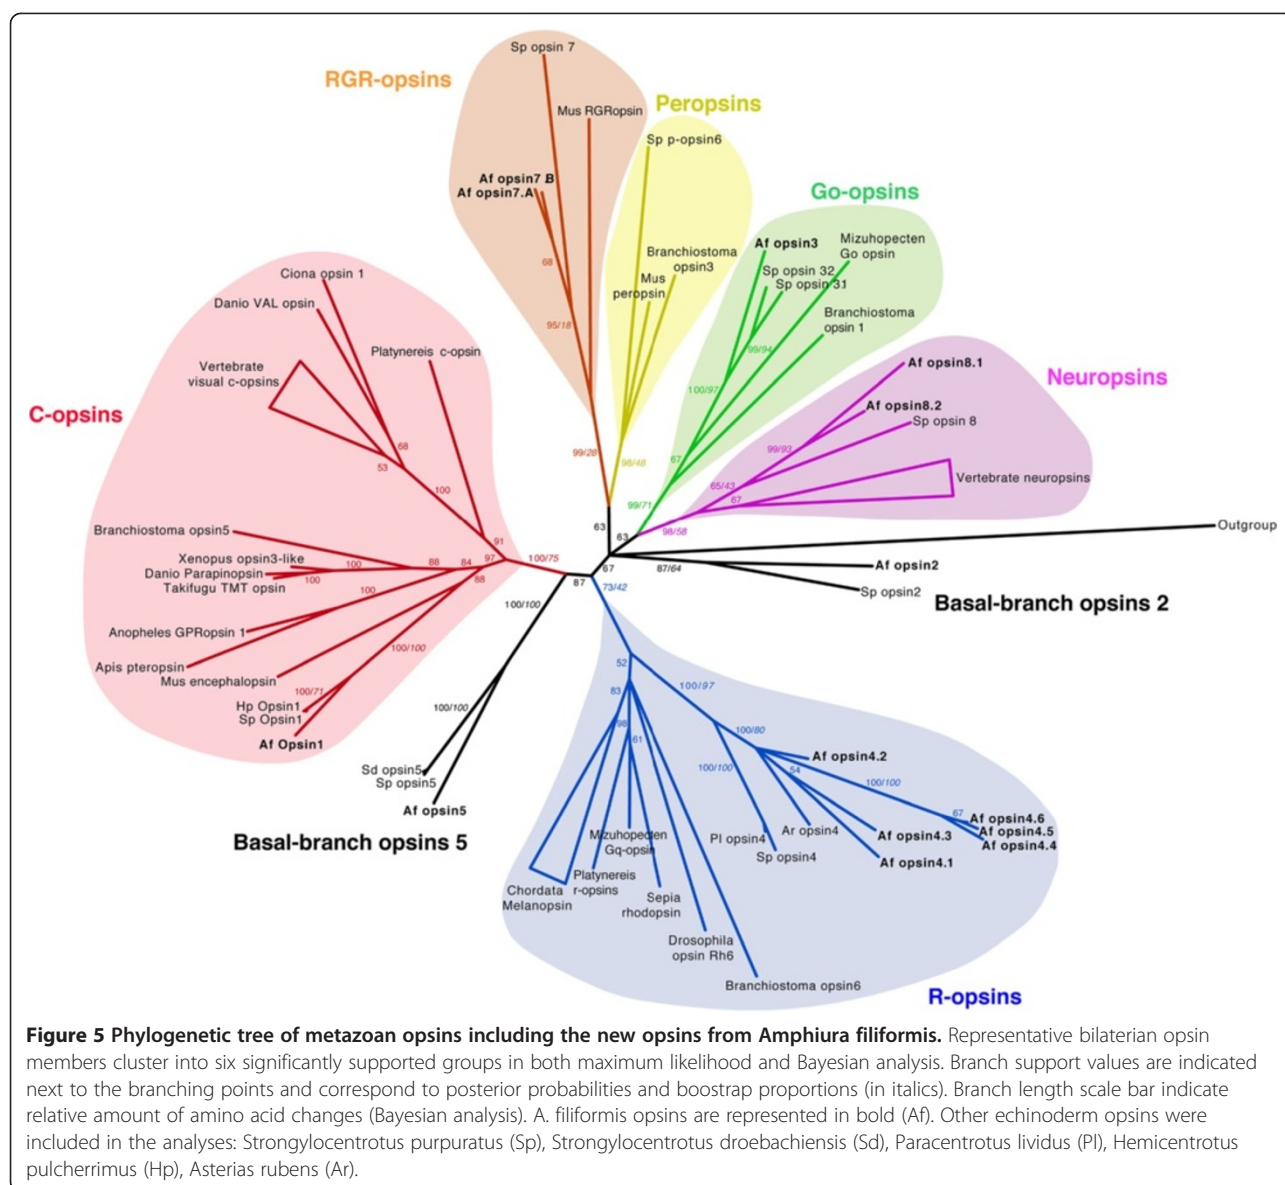 Sp opsin 7
RGR-opsins
Mus RGRopsin
Peropsins
Sp p-opsin6
Af opsin7 B
Af opsin7.A
68
95/18
99/28
Branchiostoma
opsin3
Mus
peropsin
98/48
Go-opsins
Af opsin3
Mizuhopecten
Go opsin
Sp opsin 32
Sp opsin 31
Branchiostoma
opsin 1
99/94
100/97
67
99/71
Neuropsins
Af opsin8.1
Af opsin8.2
Sp opsin 8
Vertebrate neuropsins
99/93
65/43
67
98/58
63
63
Outgroup
C-opsins
Ciona opsin 1
Danio VAL opsin
Vertebrate
visual c-opsins
Platynereis c-opsin
68
53
100
91
97
100/75
Branchiostoma opsin5
Xenopus opsin3-like
Danio Parapinopsin
Takifugu TMT opsin
100
100
88
84
88
100
Anopheles GPRopsin 1
Apis pteropsin
Mus encephalopsin
100/100
100/71
Hp Opsin1
Sp Opsin1
Af Opsin1
87
67
73/42
87/64
Af opsin2
Sp opsin2
Basal-branch opsins 2
100/100
100/100
Sd opsin5
Sp opsin5
Af opsin5
Basal-branch opsins 5
52
83
98
61
100/97
100/80
100/100
54
100/100
67
Af opsin4.2
Af opsin4.6
Af opsin4.5
Af opsin4.4
Af opsin4.3
Af opsin4.1
Ar opsin4
Pl opsin4
Sp opsin4
Mizuhopecten
Gq-opsin
Platynereis
r-opsins
Chordata
Melanopsin
Sepia
rhodopsin
Drosophila
opsin Rh6
Branchiostoma opsin6
R-opsins
Figure 5 Phylogenetic tree of metazoan opsins including the new opsins from Amphiura filiformis. Representative bilaterian opsin
members cluster into six significantly supported groups in both maximum likelihood and Bayesian analysis. Branch support values are indicated
next to the branching points and correspond to posterior probabilities and boostrap proportions (in italics). Branch length scale bar indicate
relative amount of amino acid changes (Bayesian analysis). A. filiformis opsins are represented in bold (Af). Other echinoderm opsins were
included in the analyses: Strongylocentrotus purpuratus (Sp), Strongylocentrotus droebachiensis (Sd), Paracentrotus lividus (Pl), Hemicentrotus
pulcherrimus (Hp), Asterias rubens (Ar).